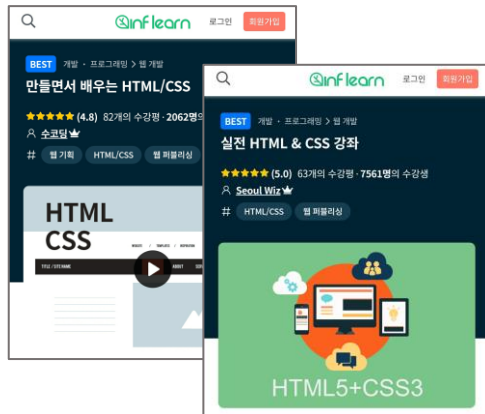 inflearn
로그인
회원가입
BEST 개발 · 프로그래밍 > 웹 개발
만들면서 배우는 HTML/CSS
★★★★★ (4.8) 82개의 수강평 · 2062명의
수코딩
# 웹 기획 HTML/CSS 웹 퍼블리싱
HTML
CSS
TITLE / SITE NAME
ABOUT
inflearn
로그인
회원가입
BEST 개발 · 프로그래밍 > 웹 개발
실전 HTML & CSS 강좌
★★★★★ (5.0) 63개의 수강평 · 7561명의 수강생
Seoul Wiz
# HTML/CSS 웹 퍼블리싱
HTML5+CSS3